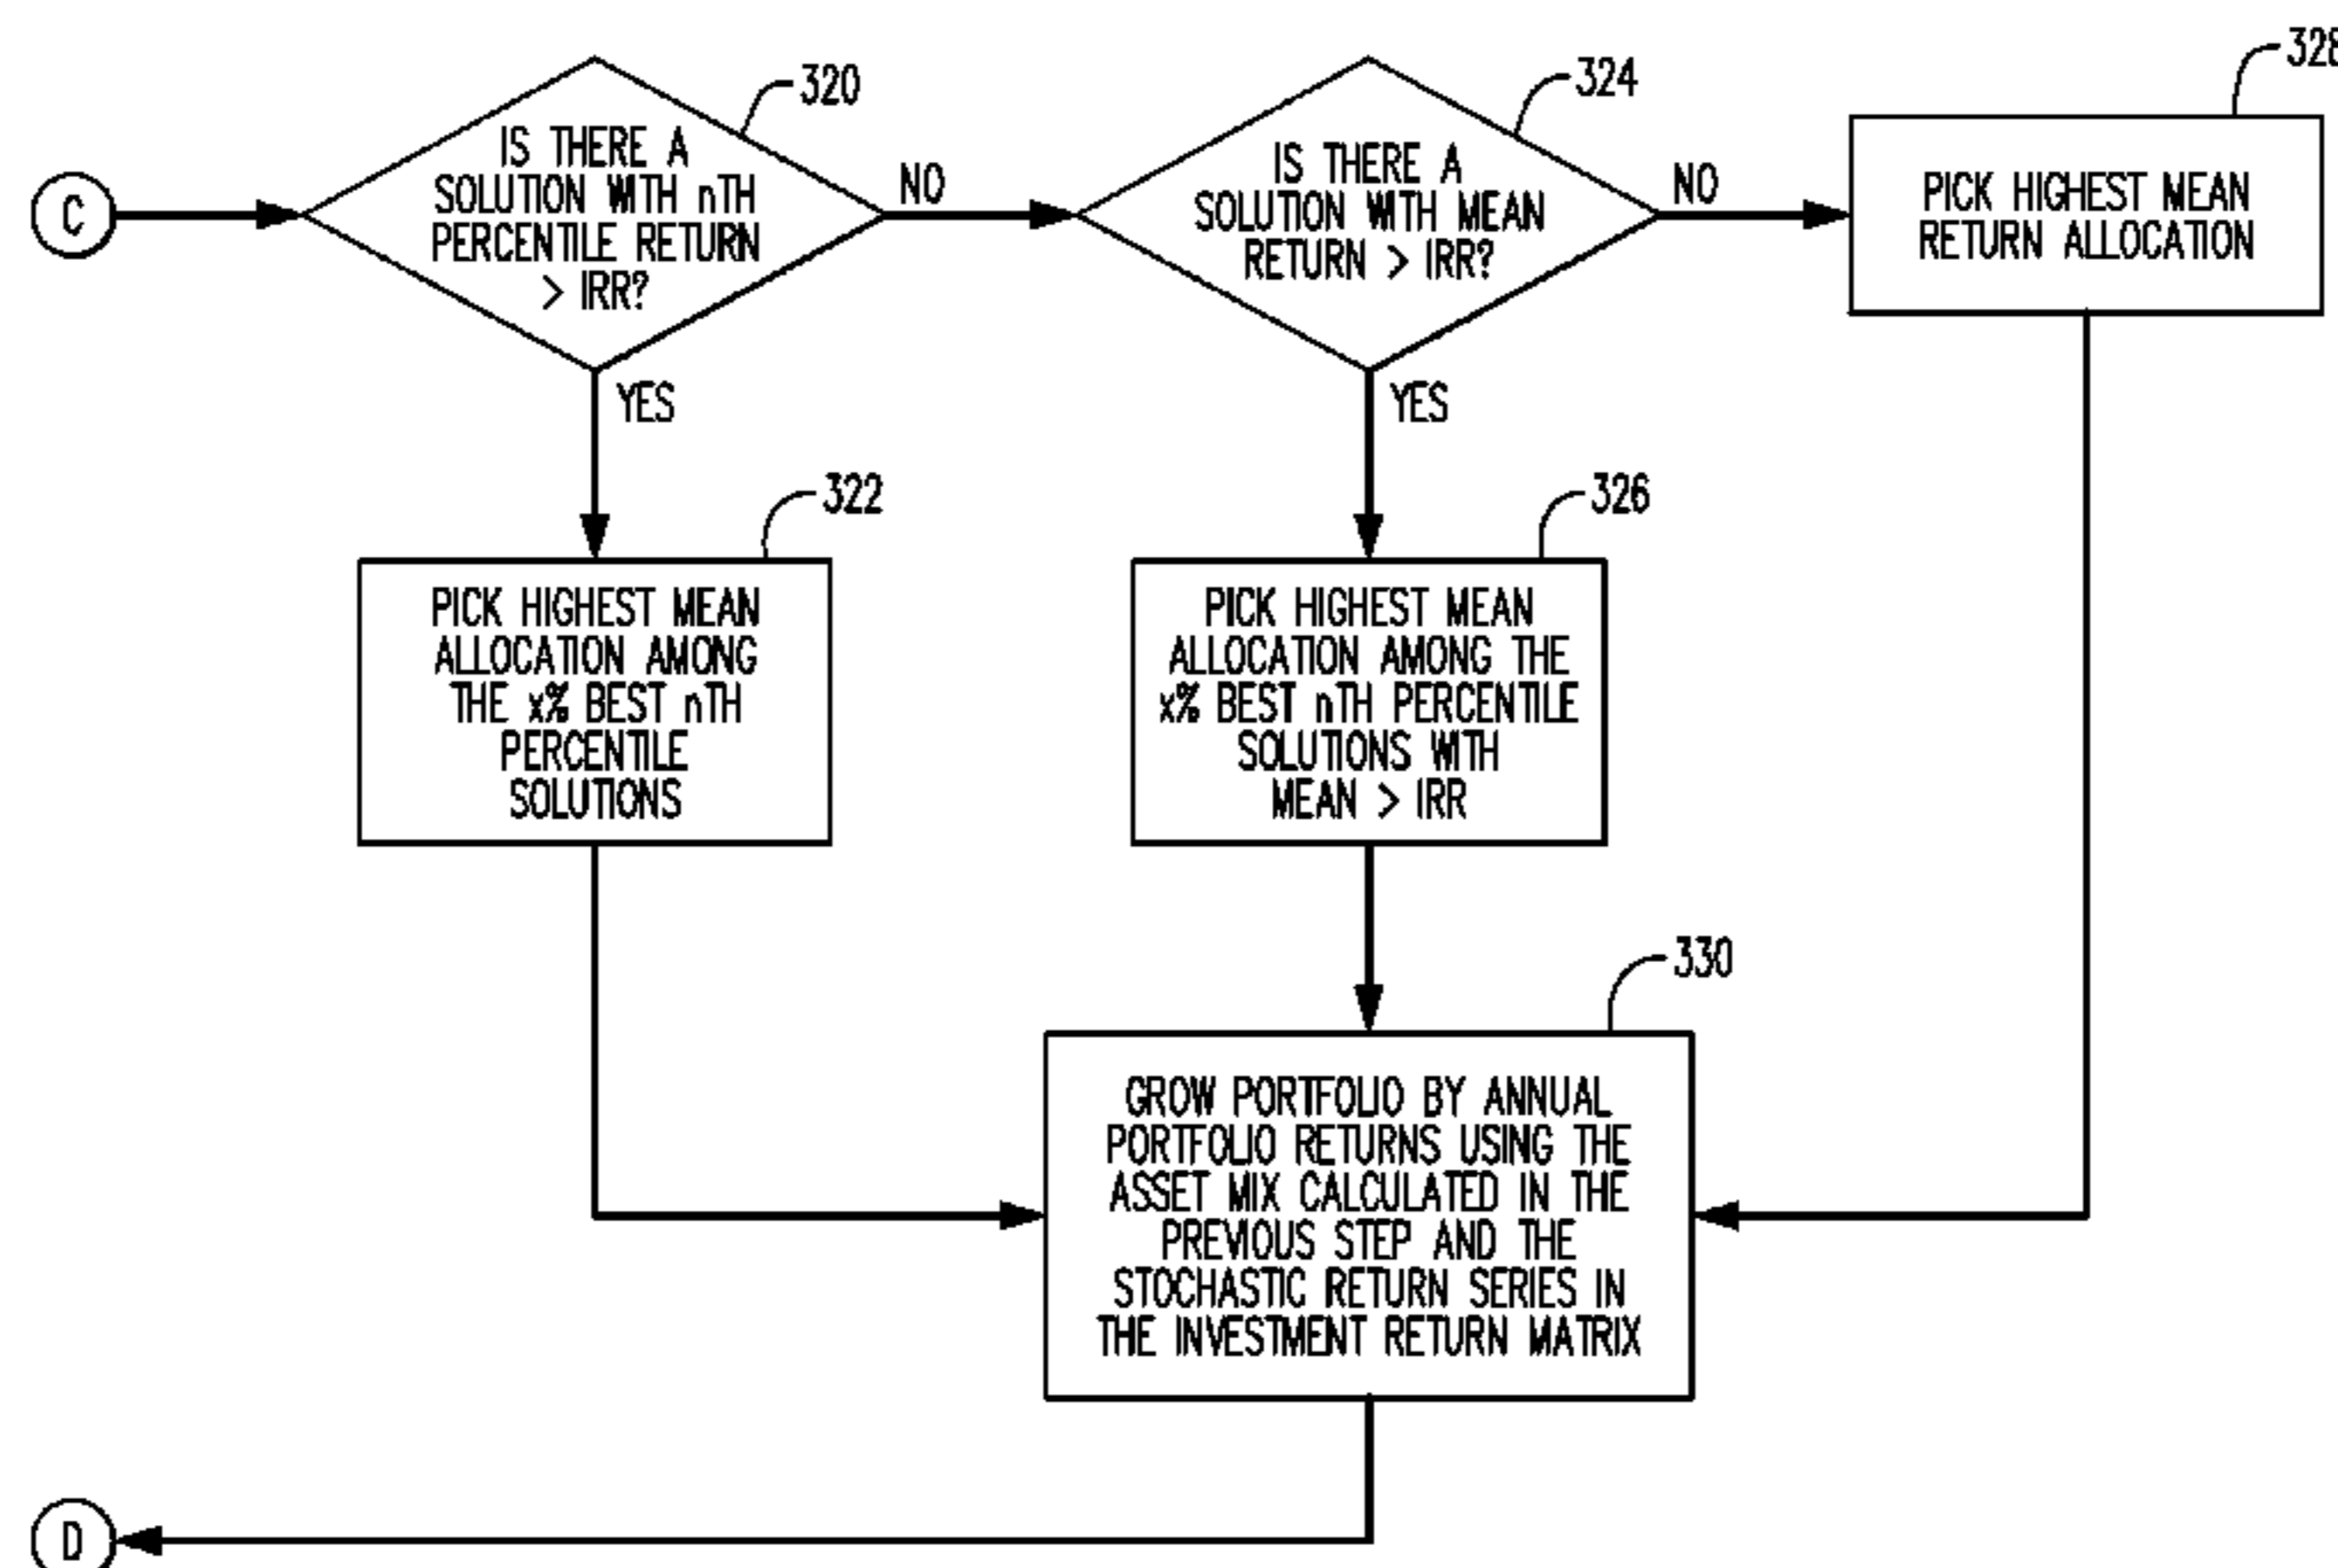 C
320
IS THERE A
SOLUTION WITH nTH
PERCENTILE RETURN
> IRR?
NO
YES
324
IS THERE A
SOLUTION WITH MEAN
RETURN > IRR?
NO
YES
328
PICK HIGHEST MEAN
RETURN ALLOCATION
322
PICK HIGHEST MEAN
ALLOCATION AMONG
THE x% BEST nTH
PERCENTILE
SOLUTIONS
326
PICK HIGHEST MEAN
ALLOCATION AMONG THE
x% BEST nTH PERCENTILE
SOLUTIONS WITH
MEAN > IRR
330
GROW PORTFOLIO BY ANNUAL
PORTFOLIO RETURNS USING THE
ASSET MIX CALCULATED IN THE
PREVIOUS STEP AND THE
STOCHASTIC RETURN SERIES IN
THE INVESTMENT RETURN MATRIX
D